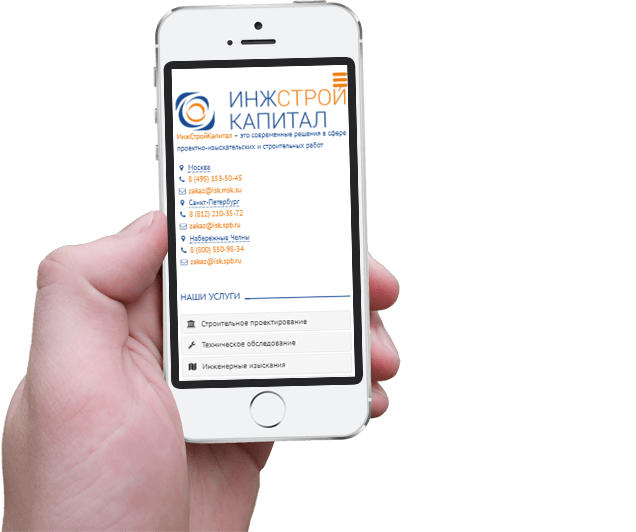 ИНЖСТРОЙ
КАПИТАЛ
ИнжСтройКапитал – это современные решения в сфере
проектно-изыскательских и строительных работ
Москва
8 (495) 153-50-45
zakaz@isk.msk.su
Санкт-Петербург
8 (812) 210-35-72
zakaz@isk.spb.ru
Набережные Челны
8 (800) 550-98-34
zakaz@isk.spb.ru
НАШИ УСЛУГИ
Строительное проектирование
Техническое обследование
Инженерные изыскания